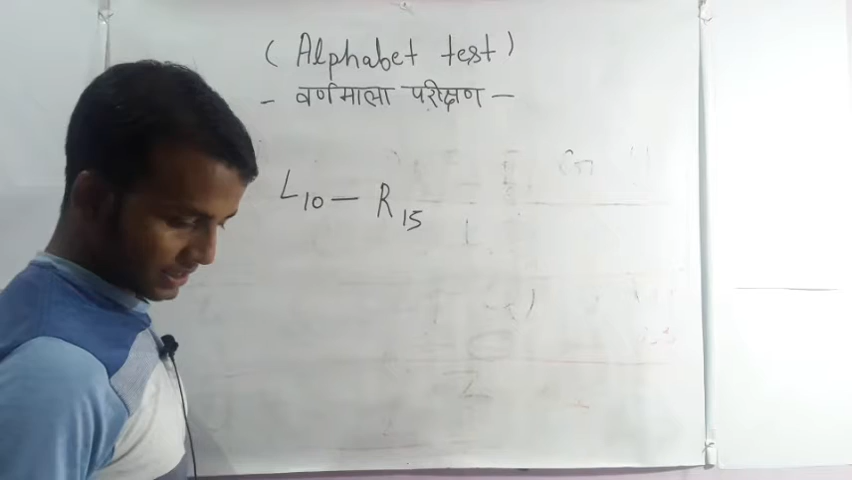 (Alphabet test)
- वर्णमाला परीक्षण -
L10 - R15